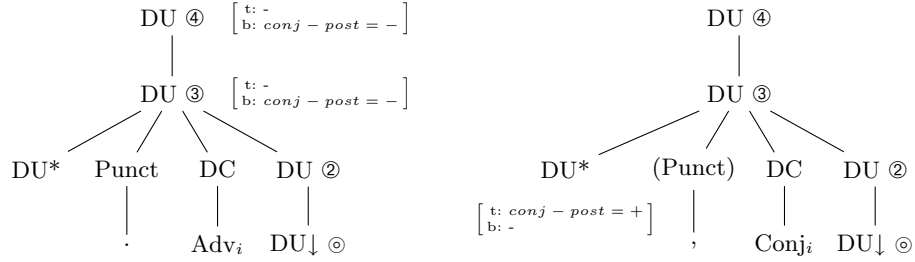 DU ④ [ t: - b: conj − post = − ] DU ④
DU ③ [ t: - b: conj − post = − ] DU ③
DU* Punct DC DU ② DU* (Punct) DC DU ②
[ t: conj − post = + b: - ]
. Adv_i DU↓ ⊚ , Conj_i DU↓ ⊚